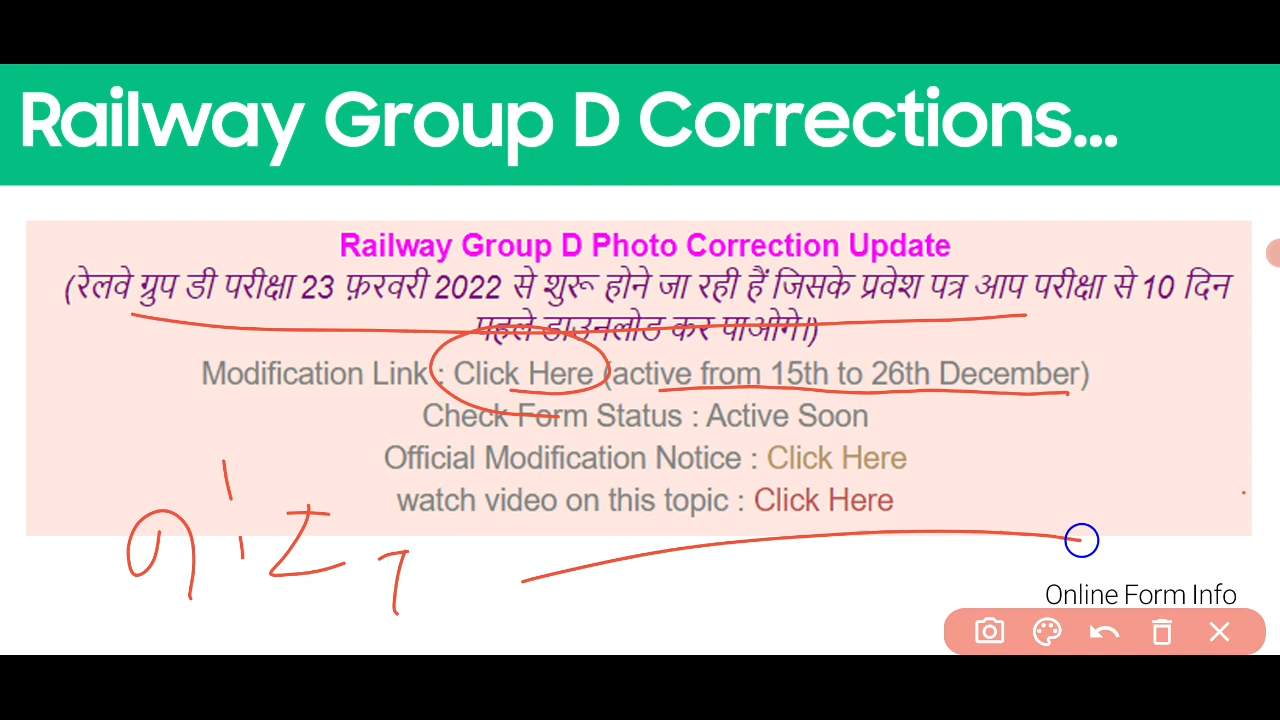 Railway Group D Corrections...
Railway Group D Photo Correction Update
(रेलवे ग्रुप डी परीक्षा 23 फ़रवरी 2022 से शुरू होने जा रही हैं जिसके प्रवेश पत्र आप परीक्षा से 10 दिन
पहले डाउनलोड कर पाओगे।)
Modification Link : Click Here (active from 15th to 26th December)
Check Form Status : Active Soon
Official Modification Notice : Click Here
watch video on this topic : Click Here
Online Form Info